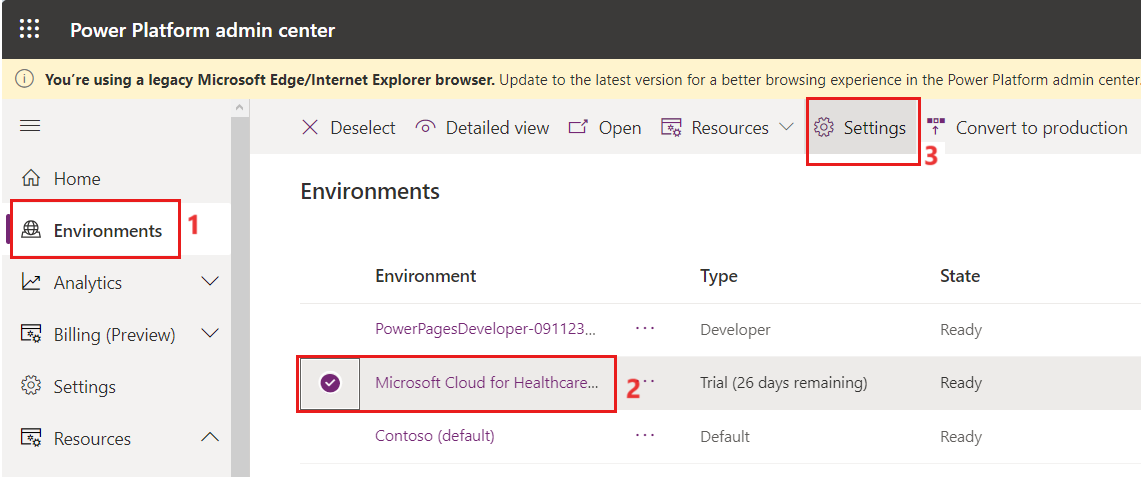 Power Platform admin center
You're using a legacy Microsoft Edge/Internet Explorer browser. Update to the latest version for a better browsing experience in the Power Platform admin center.
Deselect Detailed view Open Resources Settings Convert to production
3
Home
Environments
1
Analytics
Billing (Preview)
Settings
Resources
Environments
Environment Type State
PowerPagesDeveloper-091123... ... Developer Ready
Microsoft Cloud for Healthcare... 2 Trial (26 days remaining) Ready
Contoso (default) ... Default Ready